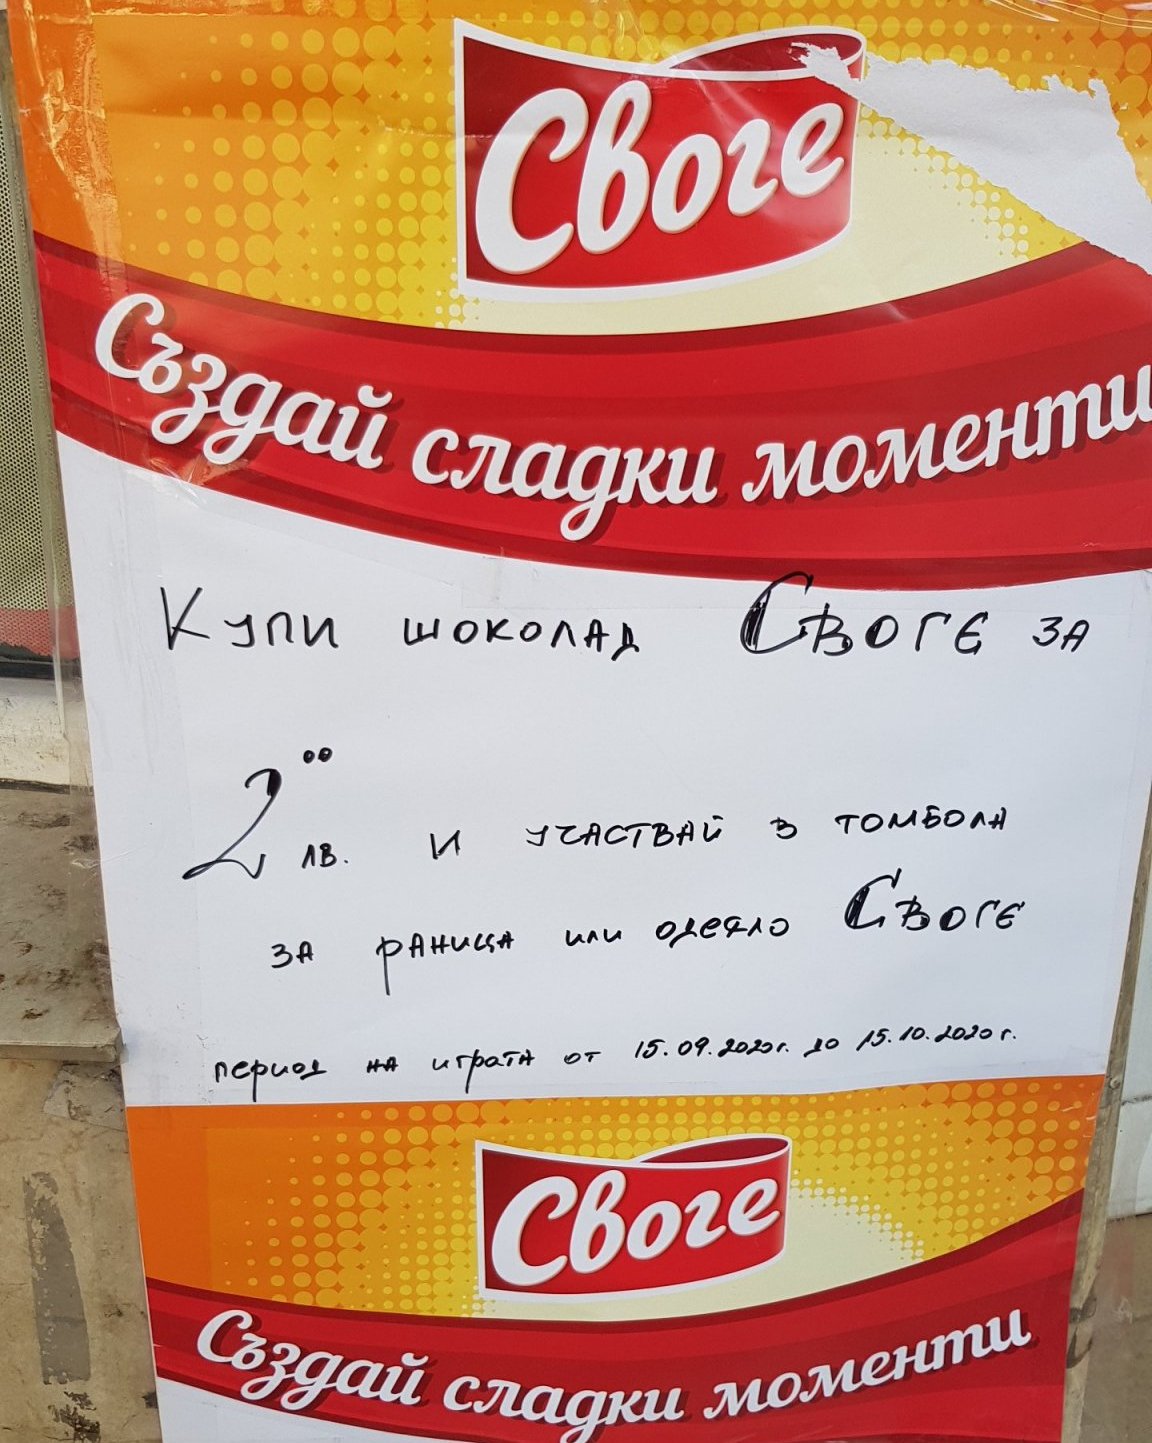 Своге
Създай сладки моменти
Купи шоколад Своге за
2°° лв. и участвай в томбола
за раница или одеяло Своге
период на играта от 15.09.2020г. до 15.10.2020г.
Своге
Създай сладки моменти